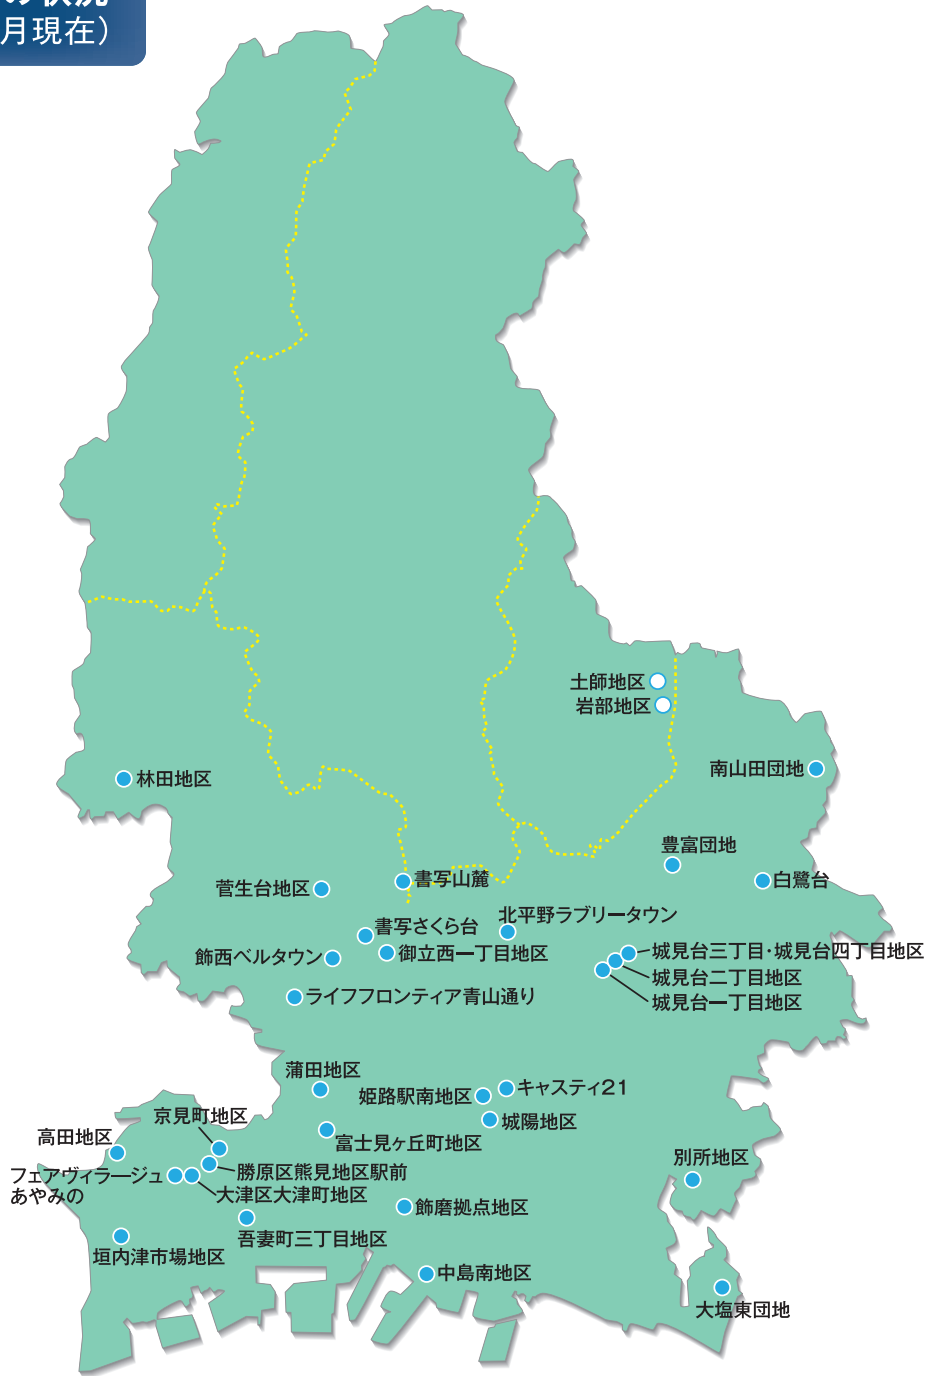 月現在）
土師地区
岩部地区
南山田団地
林田地区
豊富団地
書写山麓
白鷺台
菅生台地区
北平野ラブリータウン
書写さくら台
御立西一丁目地区
城見台三丁目・城見台四丁目地区
飾西ベルタウン
城見台二丁目地区
ライフフロンティア青山通り
城見台一丁目地区
蒲田地区
姫路駅南地区
キャスティ21
京見町地区
城陽地区
高田地区
富士見ヶ丘町地区
別所地区
フェアヴィラージュ
あやみの
勝原区熊見地区駅前
大津区大津町地区
飾磨拠点地区
吾妻町三丁目地区
垣内津市場地区
中島南地区
大塩東団地